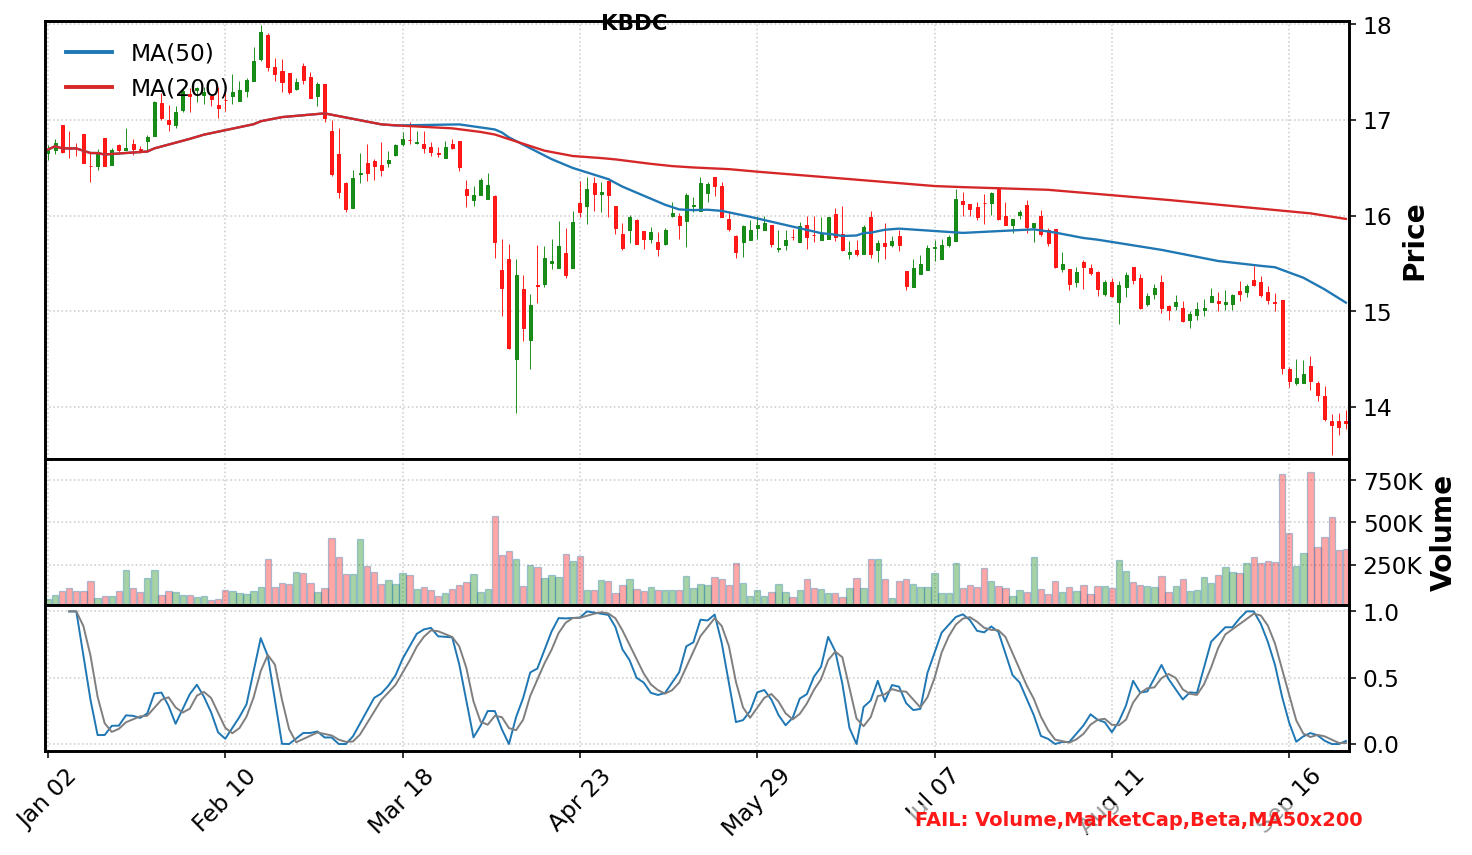 KBDC
MA(50)
MA(200)
18
17
16
15
14
Price
750K
500K
250K
Volume
1.0
0.5
0.0
Jan 02
Feb 10
Mar 18
Apr 23
May 29
Jul 07
Aug 11
Sep 16
FAIL: Volume,MarketCap,Beta,MA50x200